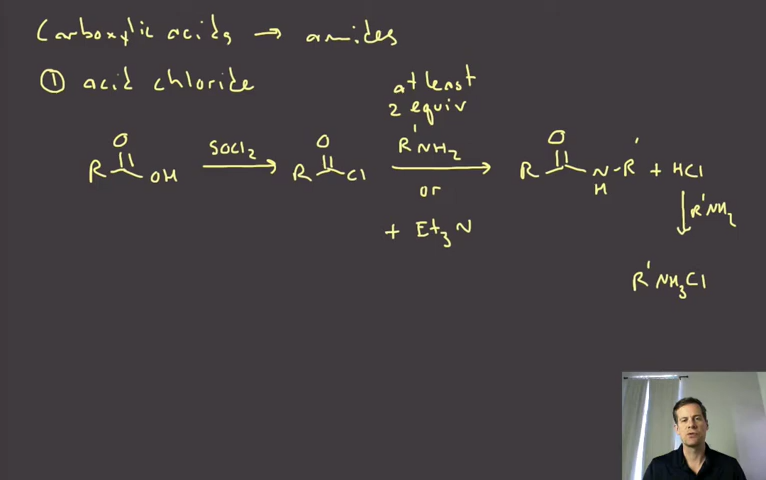 Carboxylic acids → amides
① acid chloride
at least
2 equiv
O
R OH
SOCl2
O
R Cl
R'NH2
or
+ Et3N
O
R N-R' + HCl
H
R'NH2
R'NH3Cl